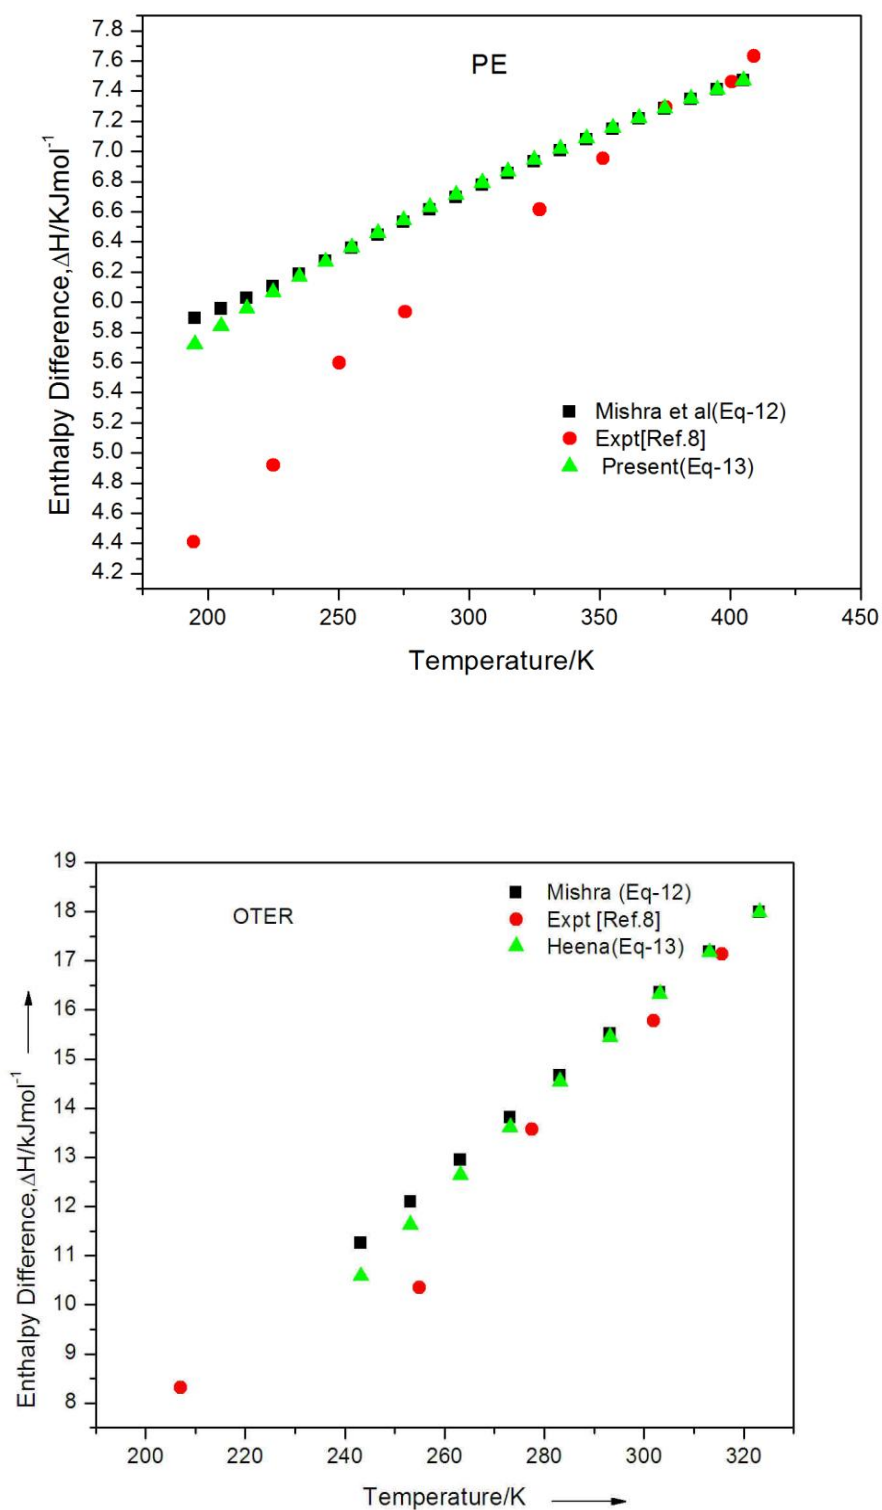 PE
7.8
7.6
7.4
7.2
7.0
6.8
6.6
6.4
6.2
6.0
5.8
5.6
5.4
5.2
5.0
4.8
4.6
4.4
4.2
Enthalpy Difference,ΔH/KJmol⁻¹
Mishra et al(Eq-12)
Expt[Ref.8]
Present(Eq-13)
200 250 300 350 400 450
Temperature/K
OTER
Mishra (Eq-12)
Expt [Ref.8]
Heena(Eq-13)
19
18
17
16
15
14
13
12
11
10
9
8
Enthalpy Difference,ΔH/kJmol⁻¹
200 220 240 260 280 300 320
Temperature/K